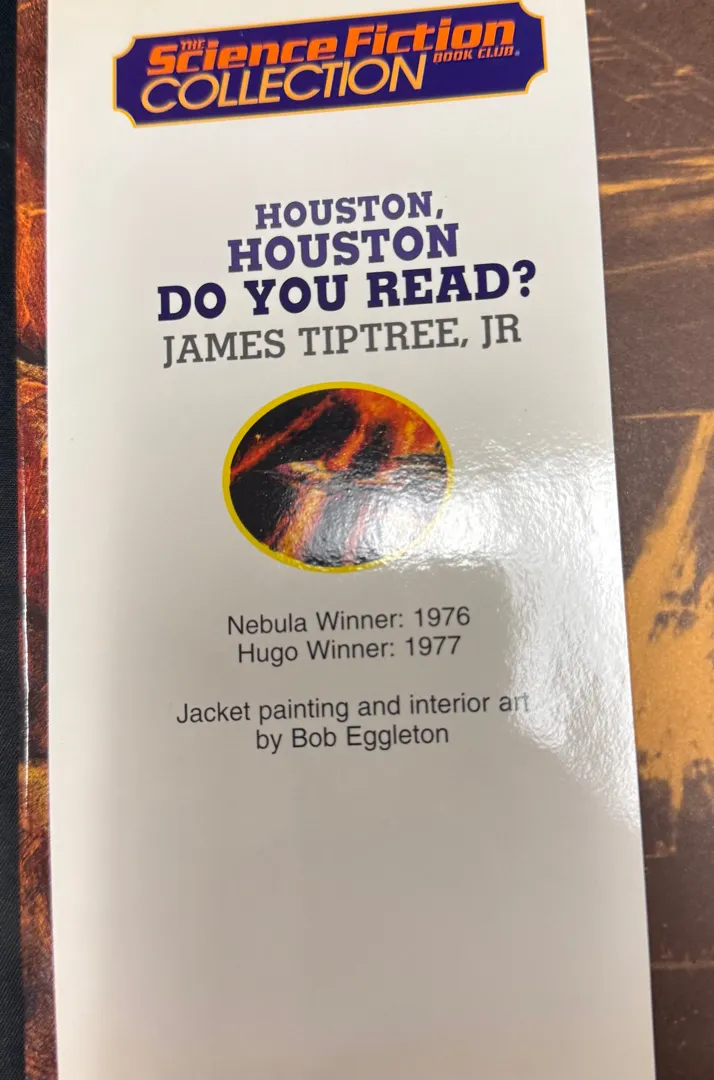 THE
Science Fiction
BOOK CLUB®
COLLECTION
HOUSTON,
HOUSTON
DO YOU READ?
JAMES TIPTREE, JR
Nebula Winner: 1976
Hugo Winner: 1977
Jacket painting and interior art
by Bob Eggleton